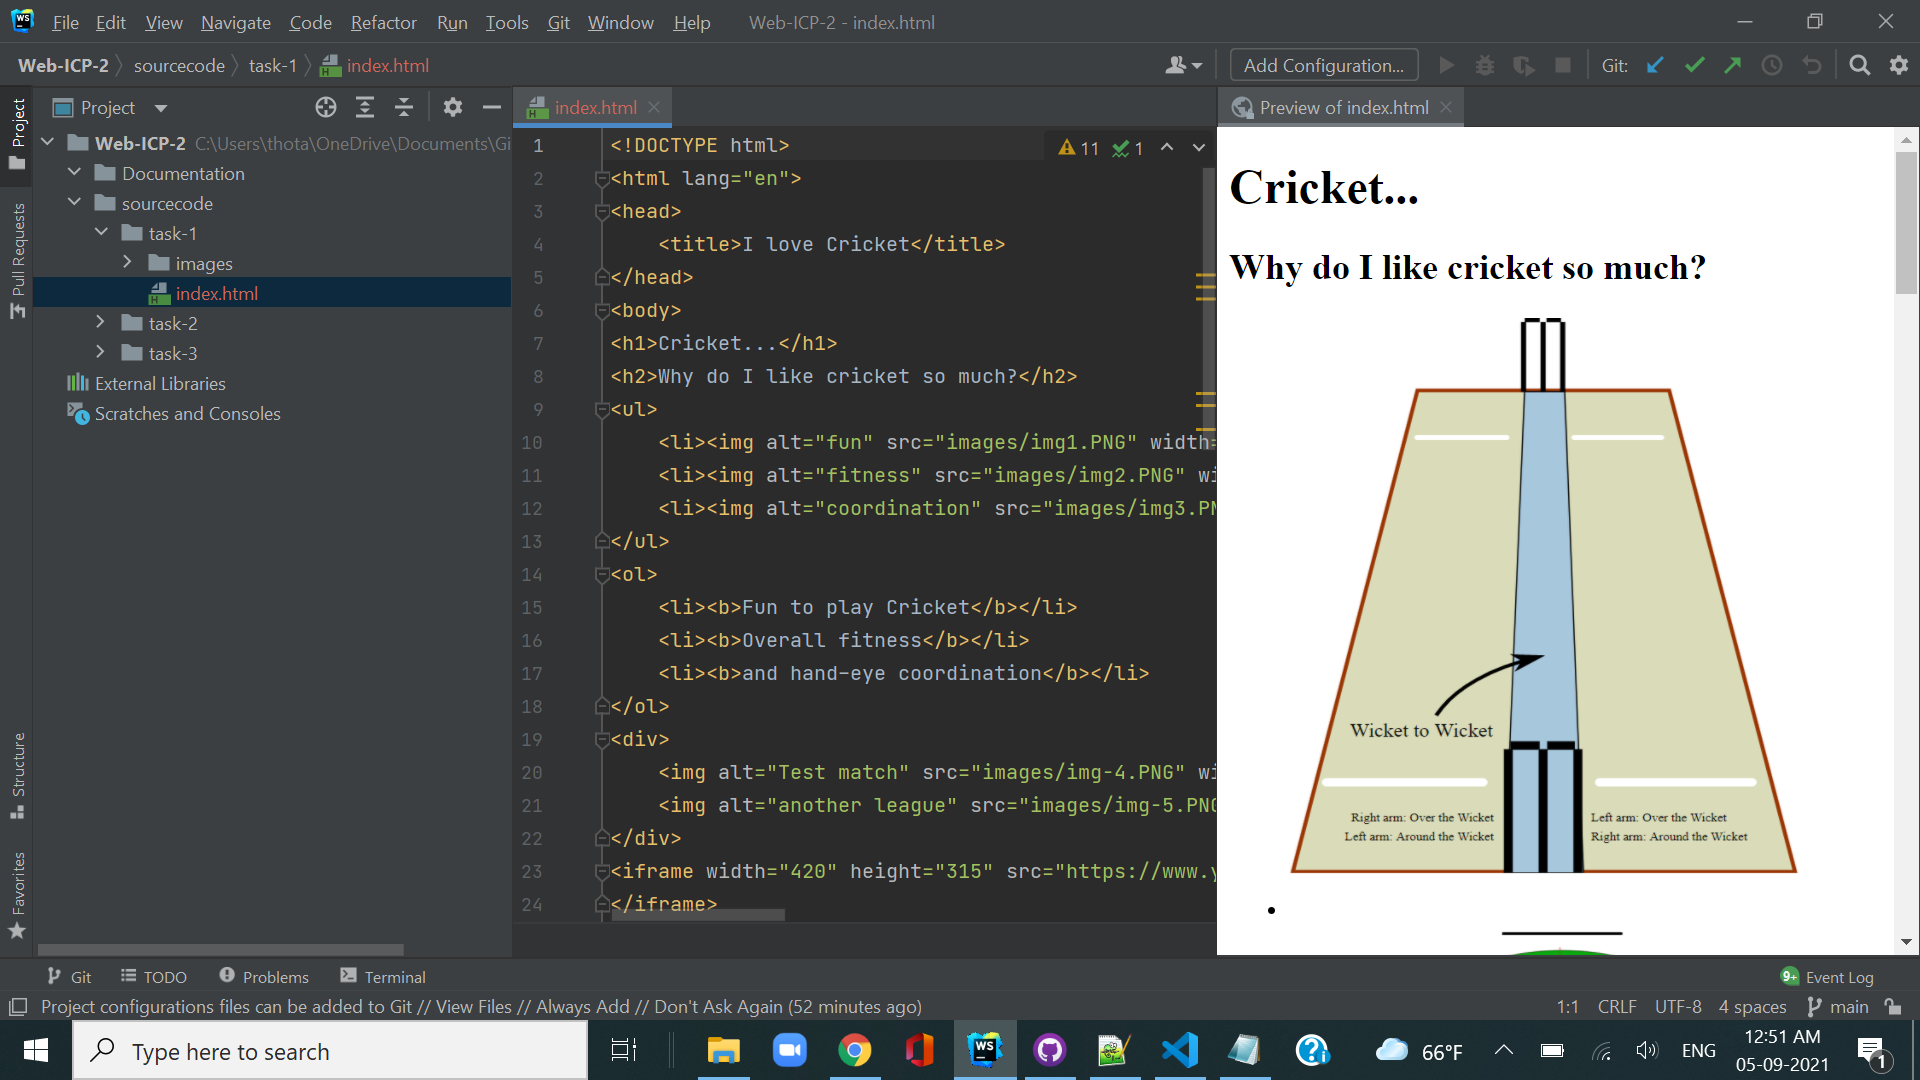 File Edit View Navigate Code Refactor Run Tools Git Window Help Web-ICP-2 - index.html
Web-ICP-2 sourcecode task-1 index.html Add Configuration... Git:
Project
index.html
Preview of index.html
Project
Pull Requests
Structure
Favorites
Web-ICP-2 C:\Users\thota\OneDrive\Documents\Gi
Documentation
sourcecode
task-1
images
index.html
task-2
task-3
External Libraries
Scratches and Consoles
11 1
1 <!DOCTYPE html>
2 <html lang="en">
3 <head>
4 <title>I love Cricket</title>
5 </head>
6 <body>
7 <h1>Cricket...</h1>
8 <h2>Why do I like cricket so much?</h2>
9 <ul>
10 <li><img alt="fun" src="images/img1.PNG" width=
11 <li><img alt="fitness" src="images/img2.PNG" wi
12 <li><img alt="coordination" src="images/img3.PN
13 </ul>
14 <ol>
15 <li><b>Fun to play Cricket</b></li>
16 <li><b>Overall fitness</b></li>
17 <li><b>and hand-eye coordination</b></li>
18 </ol>
19 <div>
20 <img alt="Test match" src="images/img-4.PNG" wi
21 <img alt="another league" src="images/img-5.PNG
22 </div>
23 <iframe width="420" height="315" src="https://www.y
24 </iframe>
Cricket...
Why do I like cricket so much?
Wicket to Wicket
Right arm: Over the Wicket
Left arm: Around the Wicket
Left arm: Over the Wicket
Right arm: Around the Wicket
Git TODO Problems Terminal 9+ Event Log
Project configurations files can be added to Git // View Files // Always Add // Don't Ask Again (52 minutes ago) 1:1 CRLF UTF-8 4 spaces main
Type here to search
66°F
ENG
12:51 AM
05-09-2021
1